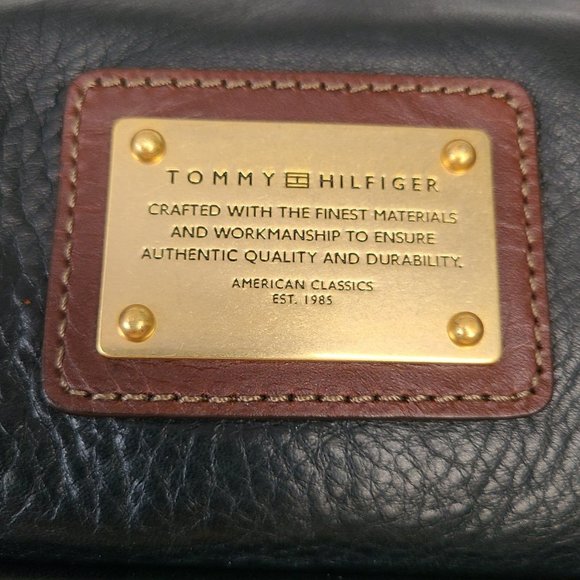 TOMMY HILFIGER
CRAFTED WITH THE FINEST MATERIALS
AND WORKMANSHIP TO ENSURE
AUTHENTIC QUALITY AND DURABILITY.
AMERICAN CLASSICS
EST. 1985